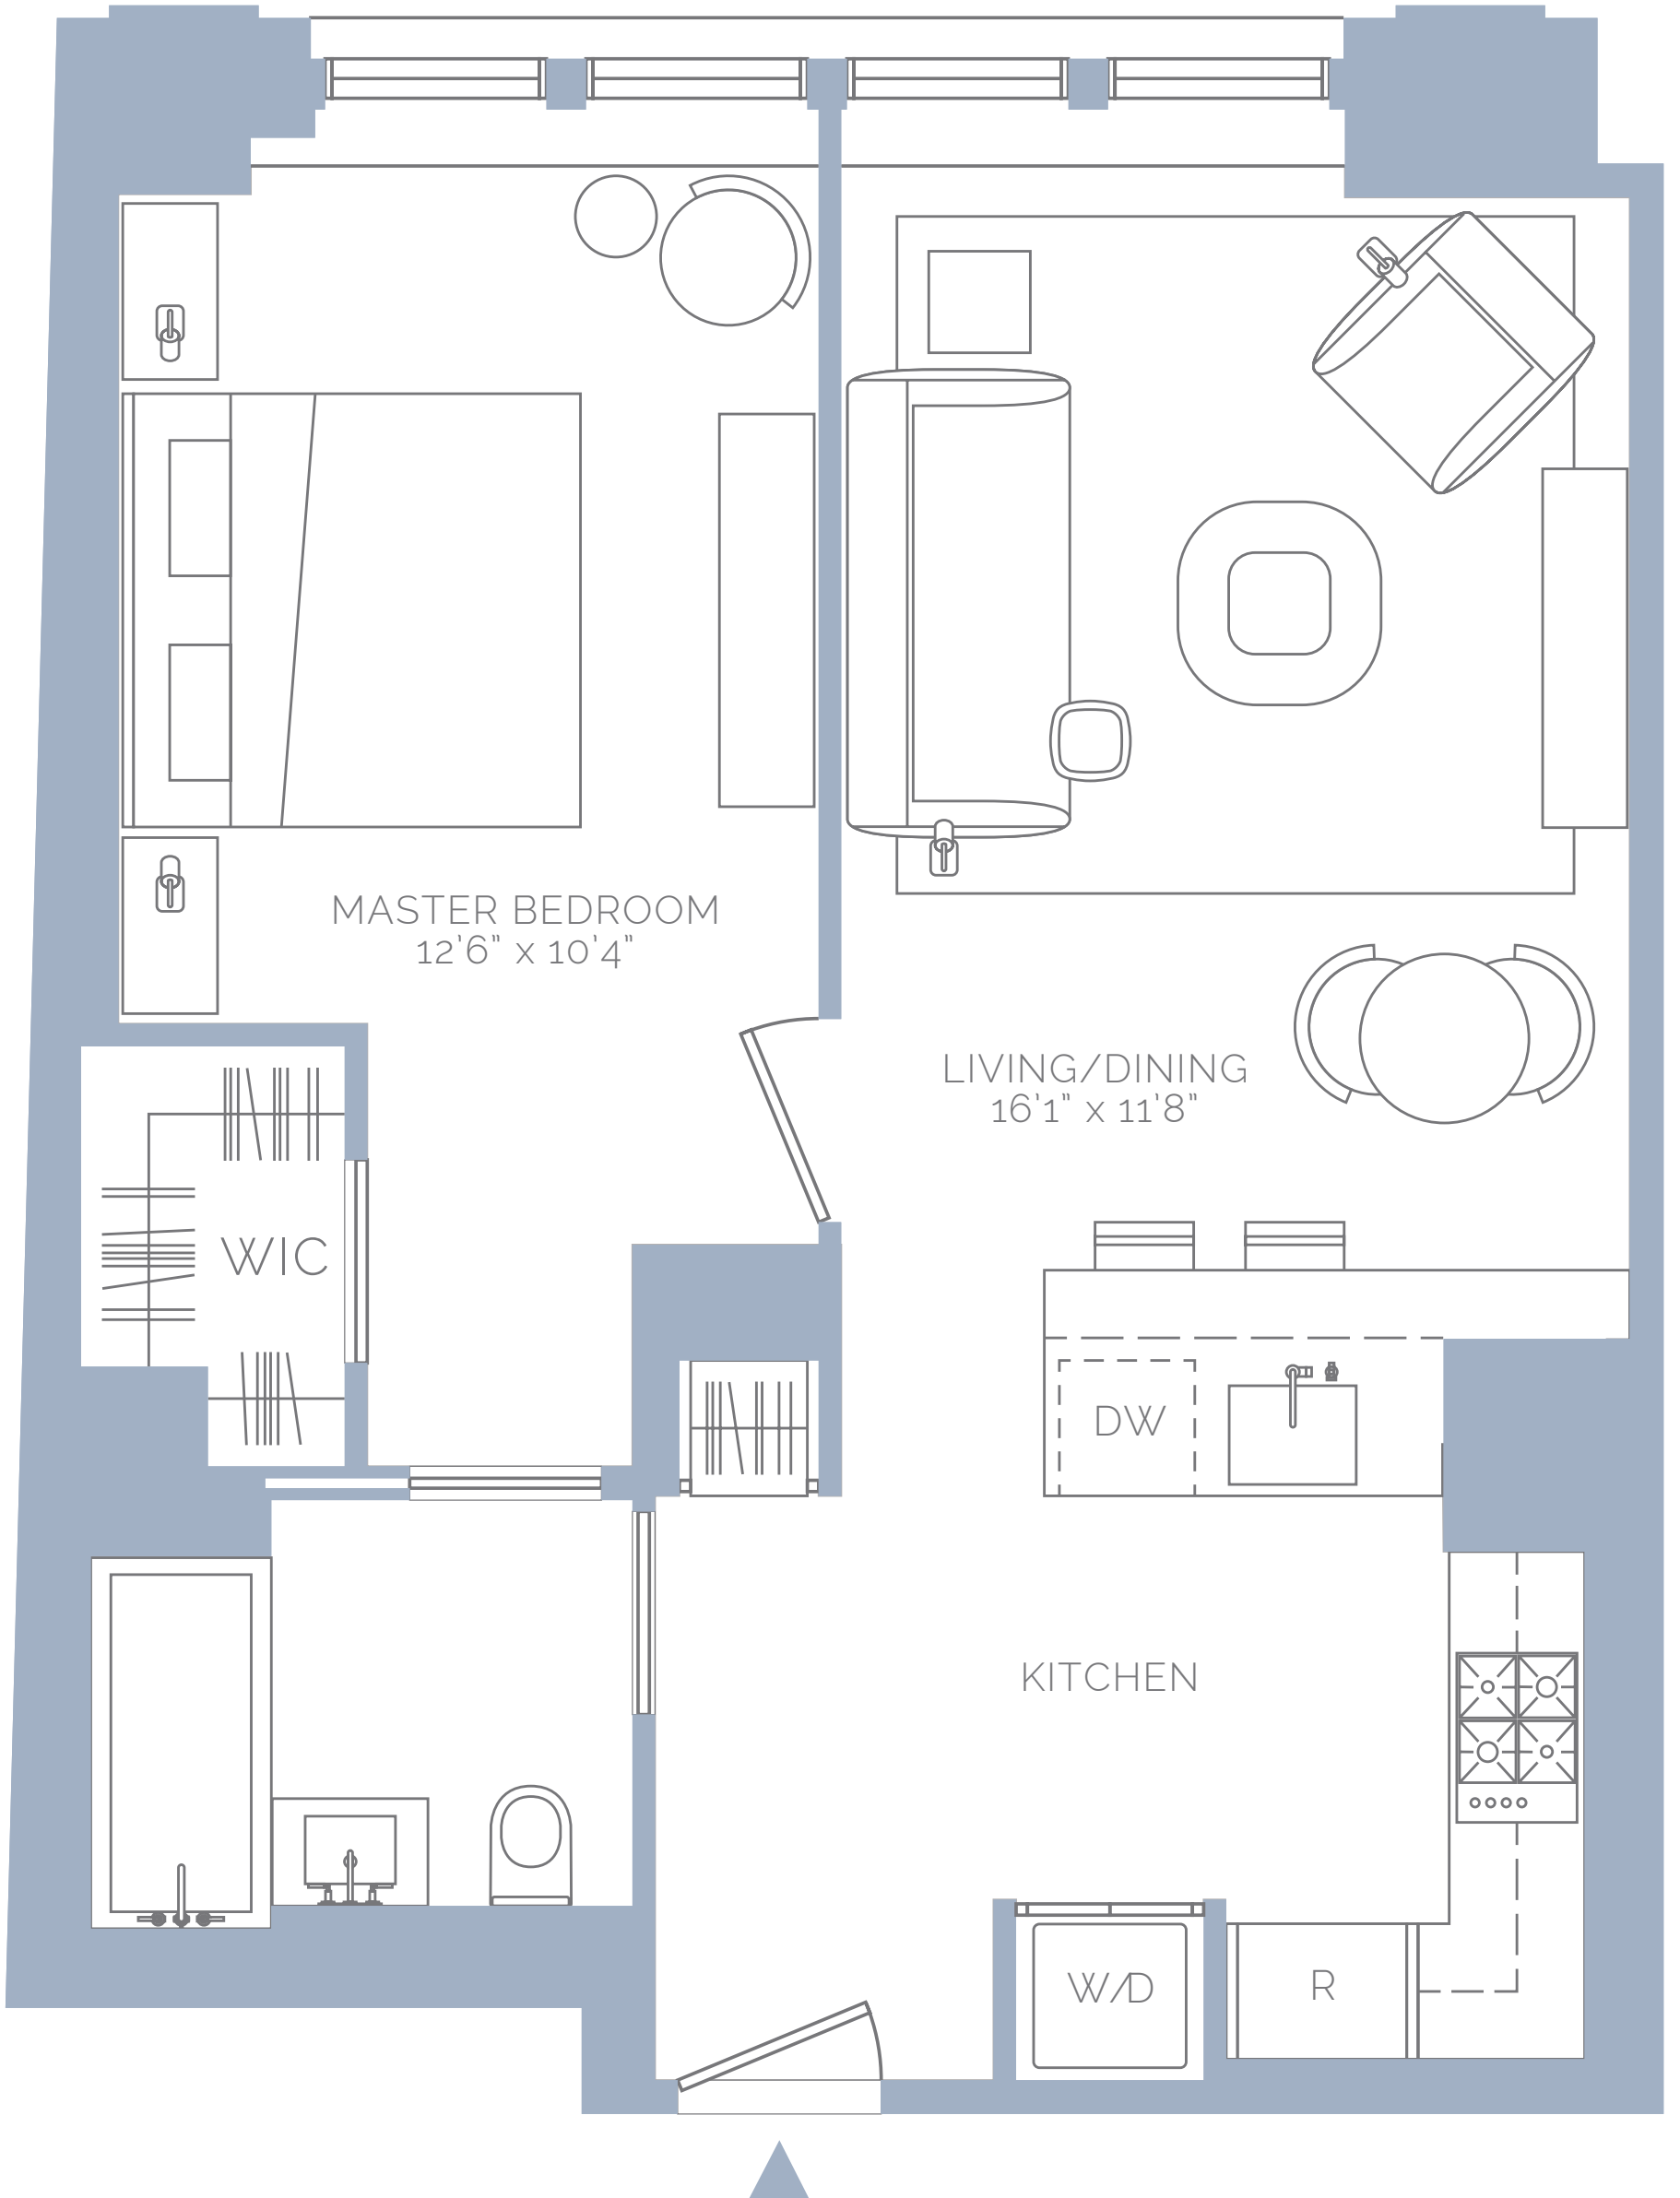 MASTER BEDROOM
12'6" x 10'4"
LIVING/DINING
16'1" x 11'8"
WIC
DW
KITCHEN
W/D
R